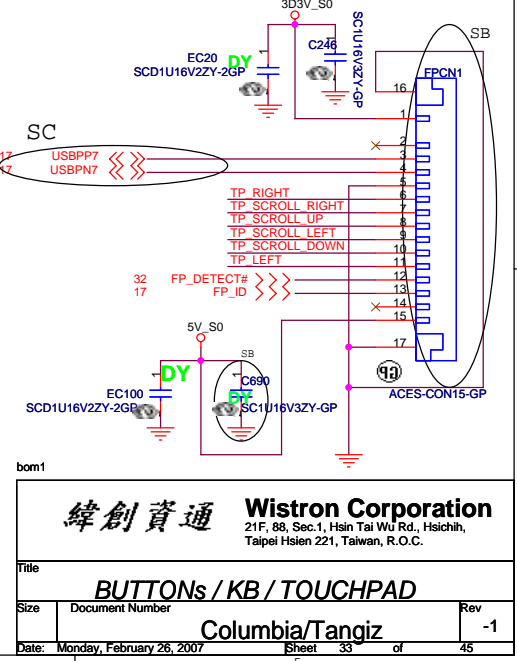 3D3V_S0
SB
EC20
DY
SCD1U16V2ZY-2GP
C246
SC1U16V3ZY-GP
FPCN1
16
1
SC
2
17 USBPP7
3
17 USBPN7
4
5
TP_RIGHT
6
TP_SCROLL_RIGHT
7
TP_SCROLL_UP
8
TP_SCROLL_LEFT
9
TP_SCROLL_DOWN
10
TP_LEFT
11
32 FP_DETECT#
12
17 FP_ID
13
14
15
5V_S0
17
SB
DY
GP
EC100
C690
DY
ACES-CON15-GP
SCD1U16V2ZY-2GP
SC1U16V3ZY-GP
bom1
緯創資通
Wistron Corporation
21F, 88, Sec.1, Hsin Tai Wu Rd., Hsichih,
Taipei Hsien 221, Taiwan, R.O.C.
Title
BUTTONs / KB / TOUCHPAD
Size Document Number Rev
Columbia/Tangiz -1
Date: Monday, February 26, 2007 Sheet 33 of 45